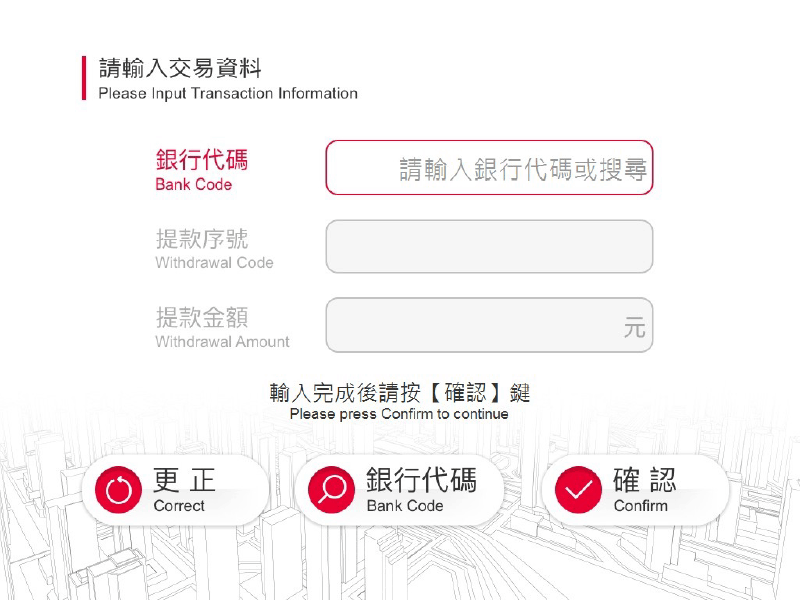 請輸入交易資料
Please Input Transaction Information
銀行代碼
Bank Code
請輸入銀行代碼或搜尋
提款序號
Withdrawal Code
提款金額
Withdrawal Amount
元
輸入完成後請按【確認】鍵
Please press Confirm to continue
更正
Correct
銀行代碼
Bank Code
確認
Confirm